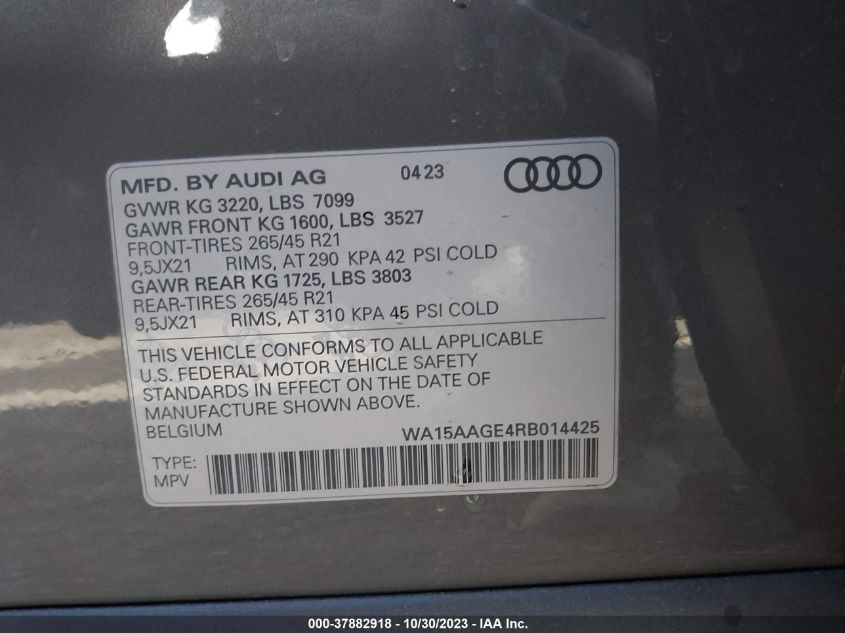 MFD. BY AUDI AG 0423
GVWR KG 3220, LBS 7099
GAWR FRONT KG 1600, LBS 3527
FRONT-TIRES 265/45 R21
9,5JX21 RIMS, AT 290 KPA 42 PSI COLD
GAWR REAR KG 1725, LBS 3803
REAR-TIRES 265/45 R21
9,5JX21 RIMS, AT 310 KPA 45 PSI COLD
THIS VEHICLE CONFORMS TO ALL APPLICABLE
U.S. FEDERAL MOTOR VEHICLE SAFETY
STANDARDS IN EFFECT ON THE DATE OF
MANUFACTURE SHOWN ABOVE.
BELGIUM WA15AAGE4RB014425
TYPE:
MPV
000-37882918 - 10/30/2023 - IAA Inc.